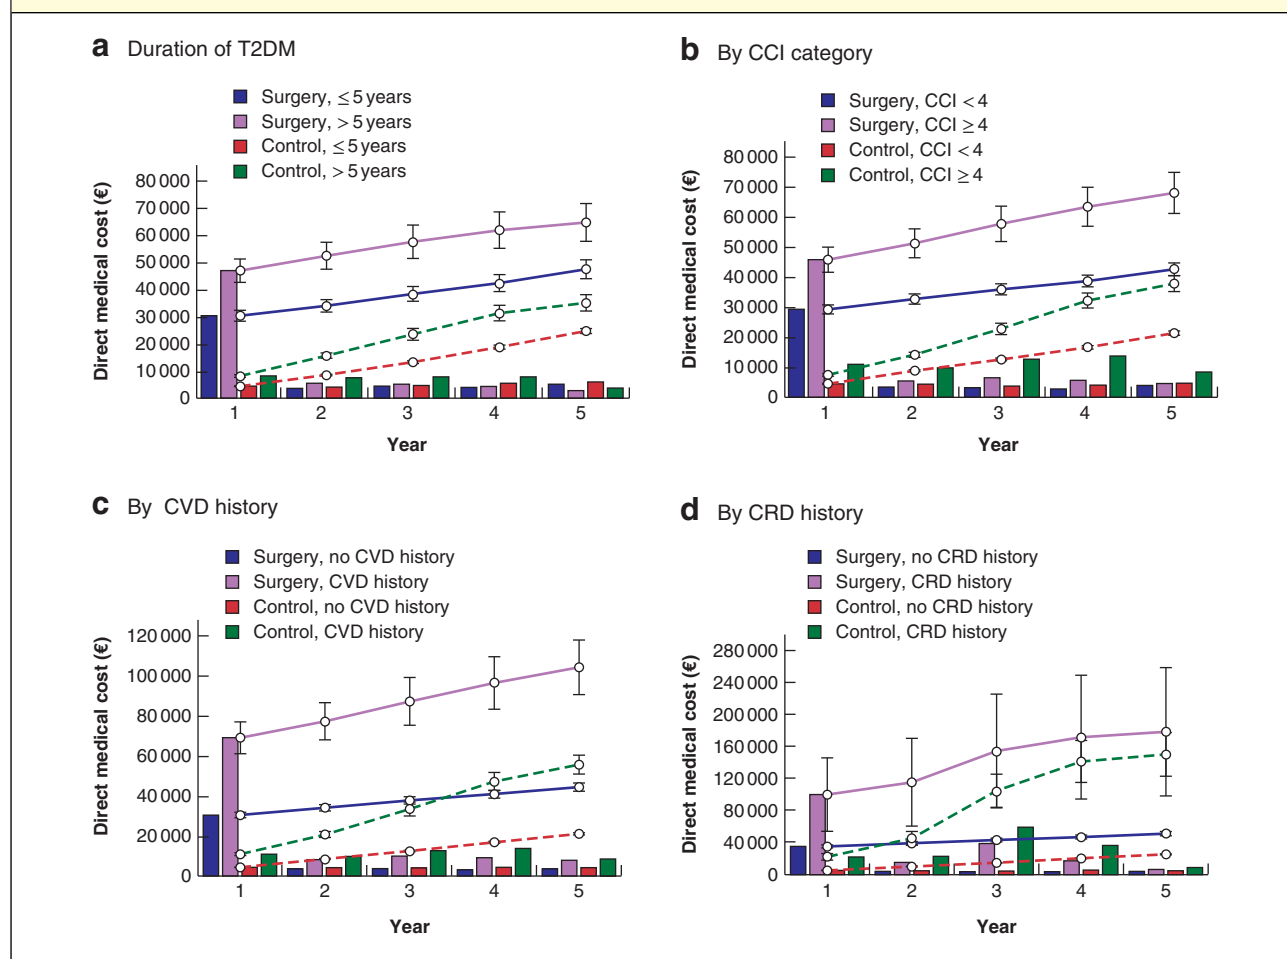 a Duration of T2DM
Surgery, ≤ 5 years
Surgery, > 5 years
Control, ≤ 5 years
Control, > 5 years
Direct medical cost (€)
80 000
70 000
60 000
50 000
40 000
30 000
20 000
10 000
0
1 2 3 4 5
Year
b By CCI category
Surgery, CCI < 4
Surgery, CCI ≥ 4
Control, CCI < 4
Control, CCI ≥ 4
Direct medical cost (€)
80 000
70 000
60 000
50 000
40 000
30 000
20 000
10 000
0
1 2 3 4 5
Year
c By CVD history
Surgery, no CVD history
Surgery, CVD history
Control, no CVD history
Control, CVD history
Direct medical cost (€)
120 000
100 000
80 000
60 000
40 000
20 000
0
1 2 3 4 5
Year
d By CRD history
Surgery, no CRD history
Surgery, CRD history
Control, no CRD history
Control, CRD history
Direct medical cost (€)
280 000
240 000
200 000
160 000
120 000
80 000
40 000
0
1 2 3 4 5
Year